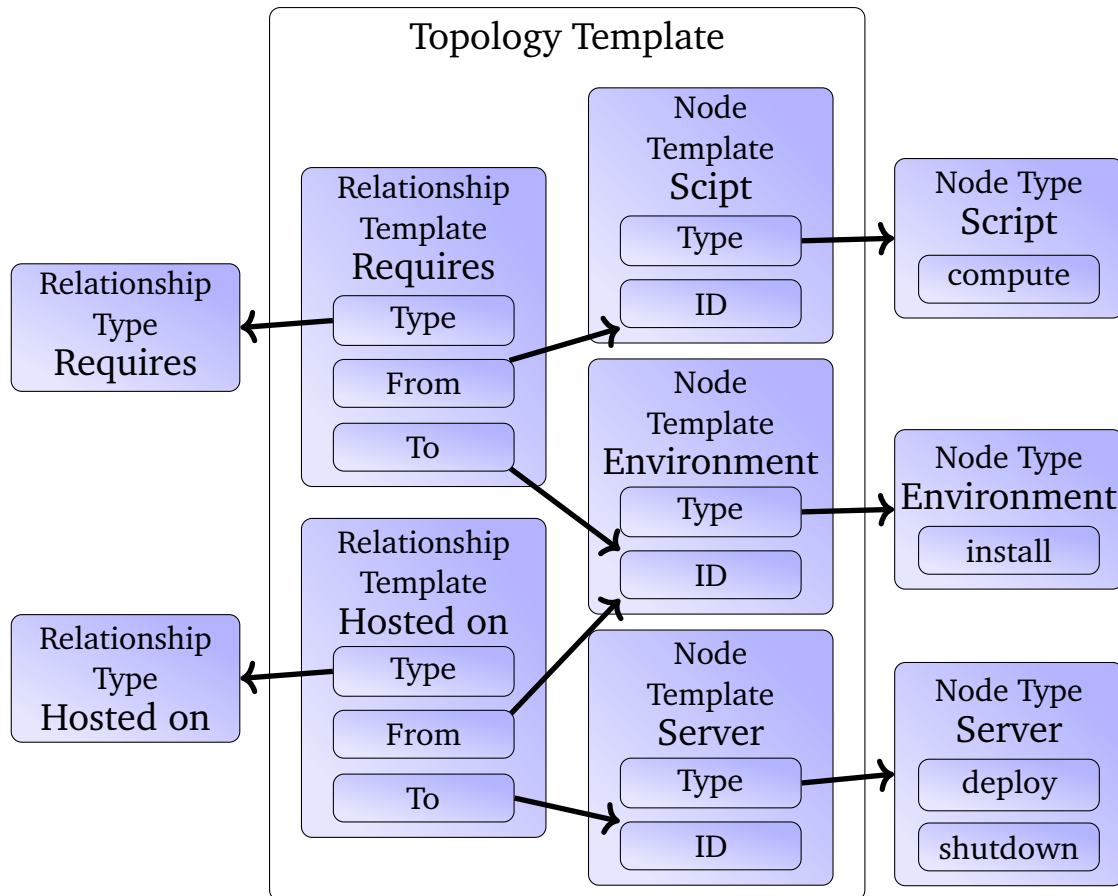 Topology Template
Relationship
Type
Requires
Relationship
Type
Hosted on
Relationship
Template
Requires
Type
From
To
Relationship
Template
Hosted on
Type
From
To
Node
Template
Scipt
Type
ID
Node
Template
Environment
Type
ID
Node
Template
Server
Type
ID
Node Type
Script
compute
Node Type
Environment
install
Node Type
Server
deploy
shutdown